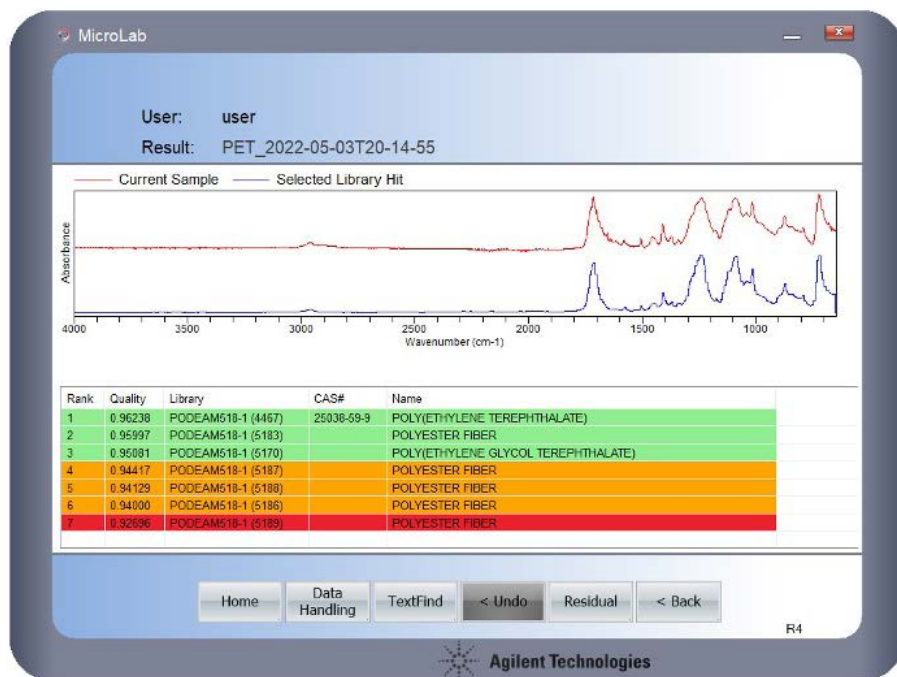 MicroLab
User: user
Result: PET_2022-05-03T20-14-55
Current Sample Selected Library Hit
Absorbance
4000 3500 3000 2500 2000 1500 1000
Wavenumber (cm-1)
Rank Quality Library CAS# Name
1 0.96238 PODEAM518-1 (4467) 25038-59-9 POLY(ETHYLENE TEREPHTHALATE)
2 0.95997 PODEAM518-1 (5183) POLYESTER FIBER
3 0.95081 PODEAM518-1 (5170) POLY(ETHYLENE GLYCOL TEREPHTHALATE)
4 0.94417 PODEAM518-1 (5187) POLYESTER FIBER
5 0.94129 PODEAM518-1 (5188) POLYESTER FIBER
6 0.94000 PODEAM518-1 (5186) POLYESTER FIBER
7 0.92696 PODEAM518-1 (5189) POLYESTER FIBER
Home Data Handling TextFind < Undo Residual < Back
R4
Agilent Technologies